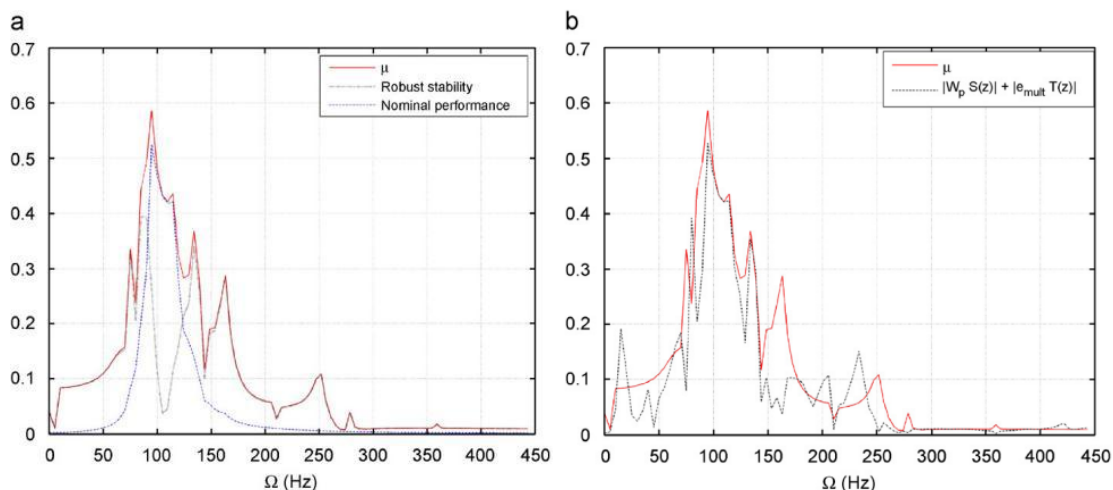 a
0.7
0.6
0.5
0.4
0.3
0.2
0.1
0
0 50 100 150 200 250 300 350 400
Ω (Hz)
μ
Robust stability
Nominal performance
b
0.7
0.6
0.5
0.4
0.3
0.2
0.1
0
0 50 100 150 200 250 300 350 400
Ω (Hz)
μ
|Wp S(z)| + |emult T(z)|